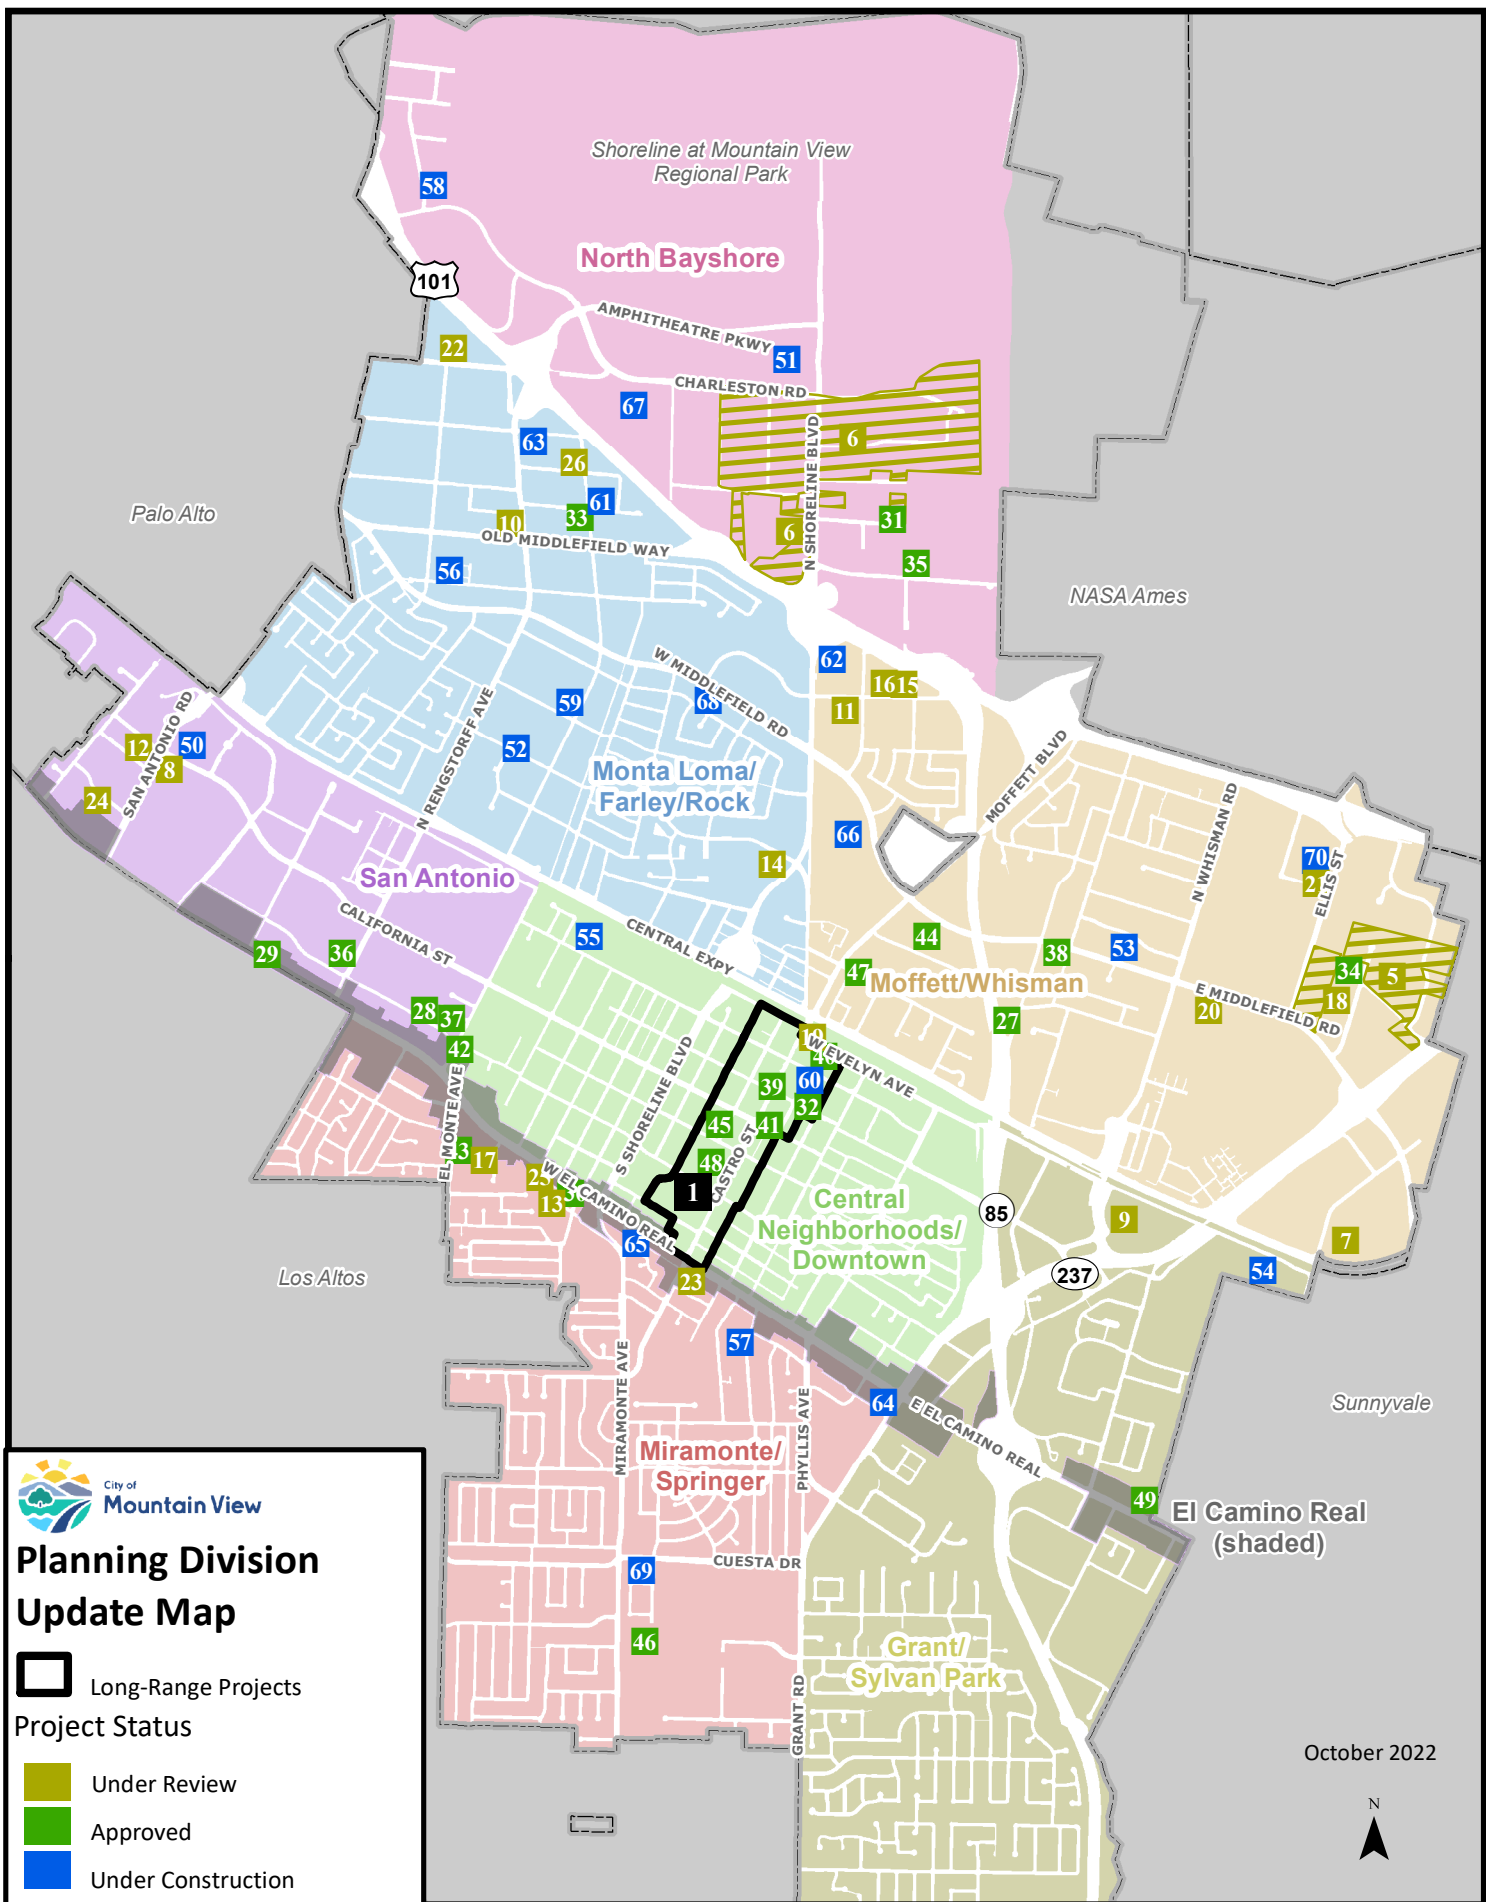 Shoreline at Mountain View
Regional Park
58
North Bayshore
101
AMPHITHEATRE PKWY
22
51
CHARLESTON RD
67
N SHORELINE BLVD
6
63
26
61
33
10
31
6
Palo Alto
OLD MIDDLEFIELD WAY
35
56
NASA Ames
62
W MIDDLEFIELD RD
16
15
59
68
11
SAN ANTONIO RD
N RENGSTORFF AVE
12
50
52
8
MOFFETT BLVD
Monta Loma/
Farley/Rock
24
66
N WHISMAN RD
14
70
21
ELLIS ST
San Antonio
CALIFORNIA ST
55
CENTRAL EXPY
44
53
29
36
38
47
Moffett/Whisman
34
5
18
28
37
27
20
E MIDDLEFIELD RD
19
42
W EVELYN AVE
60
39
32
S SHORELINE BLVD
45
41
CASTRO ST
EL MONTE AVE
17
48
25
W EL CAMINO REAL
13
1
Central
Neighborhoods/
Downtown
85
9
65
7
Los Altos
237
54
23
57
MIRAMONTE AVE
PHYLLIS AVE
64
E EL CAMINO REAL
Sunnyvale
Miramonte/
Springer
49
El Camino Real
(shaded)
CUESTA DR
69
46
Grant/
Sylvan Park
GRANT RD
City of
Mountain View
Planning Division
Update Map
Long-Range Projects
Project Status
Under Review
Approved
Under Construction
October 2022
N